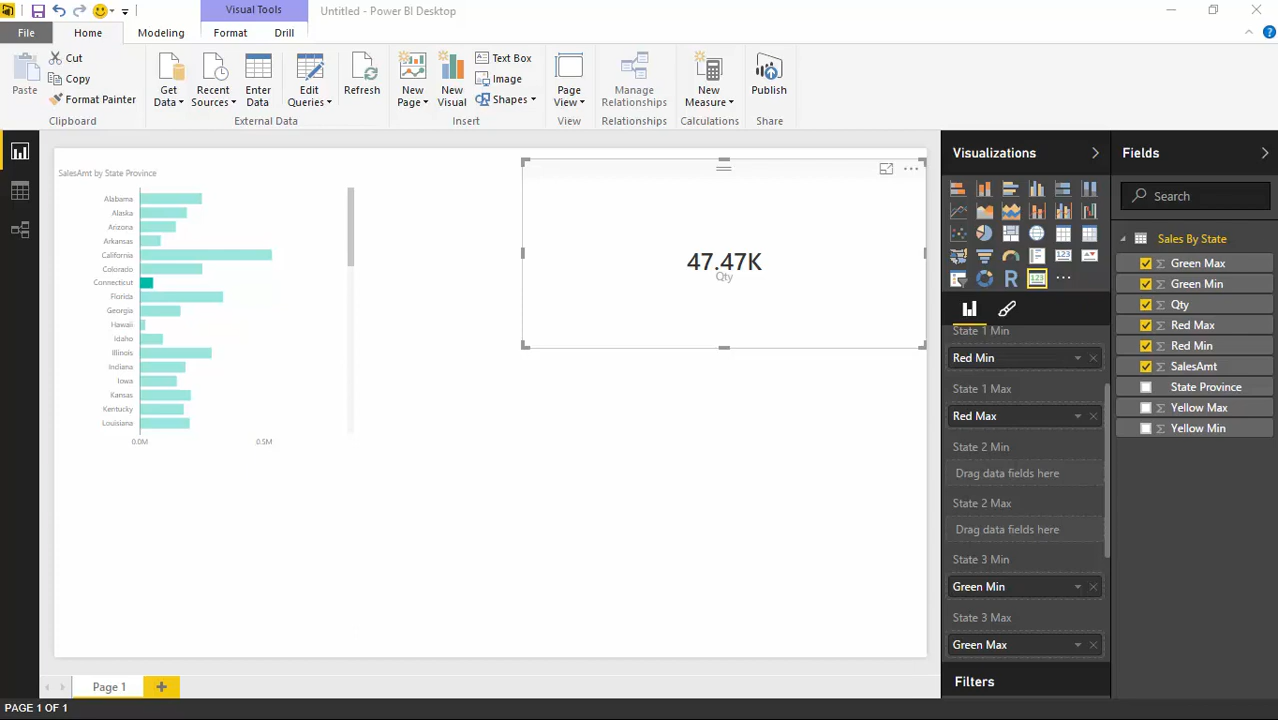 Visual Tools
Untitled - Power BI Desktop
File
Home
Modeling
Format
Drill
Paste
Cut
Copy
Format Painter
Clipboard
Get Data
Recent Sources
Enter Data
Edit Queries
Refresh
External Data
New Page
New Visual
Text Box
Image
Shapes
Insert
Page View
View
Manage Relationships
Relationships
New Measure
Calculations
Publish
Share
SalesAmt by State Province
Alabama
Alaska
Arizona
Arkansas
California
Colorado
Connecticut
Florida
Georgia
Hawaii
Idaho
Illinois
Indiana
Iowa
Kansas
Kentucky
Louisiana
0.0M
0.5M
47.47K
Qty
Visualizations
R
State 1 Min
Red Min
State 1 Max
Red Max
State 2 Min
Drag data fields here
State 2 Max
Drag data fields here
State 3 Min
Green Min
State 3 Max
Green Max
Filters
Fields
Search
Sales By State
Green Max
Green Min
Qty
Red Max
Red Min
SalesAmt
State Province
Yellow Max
Yellow Min
Page 1
PAGE 1 OF 1